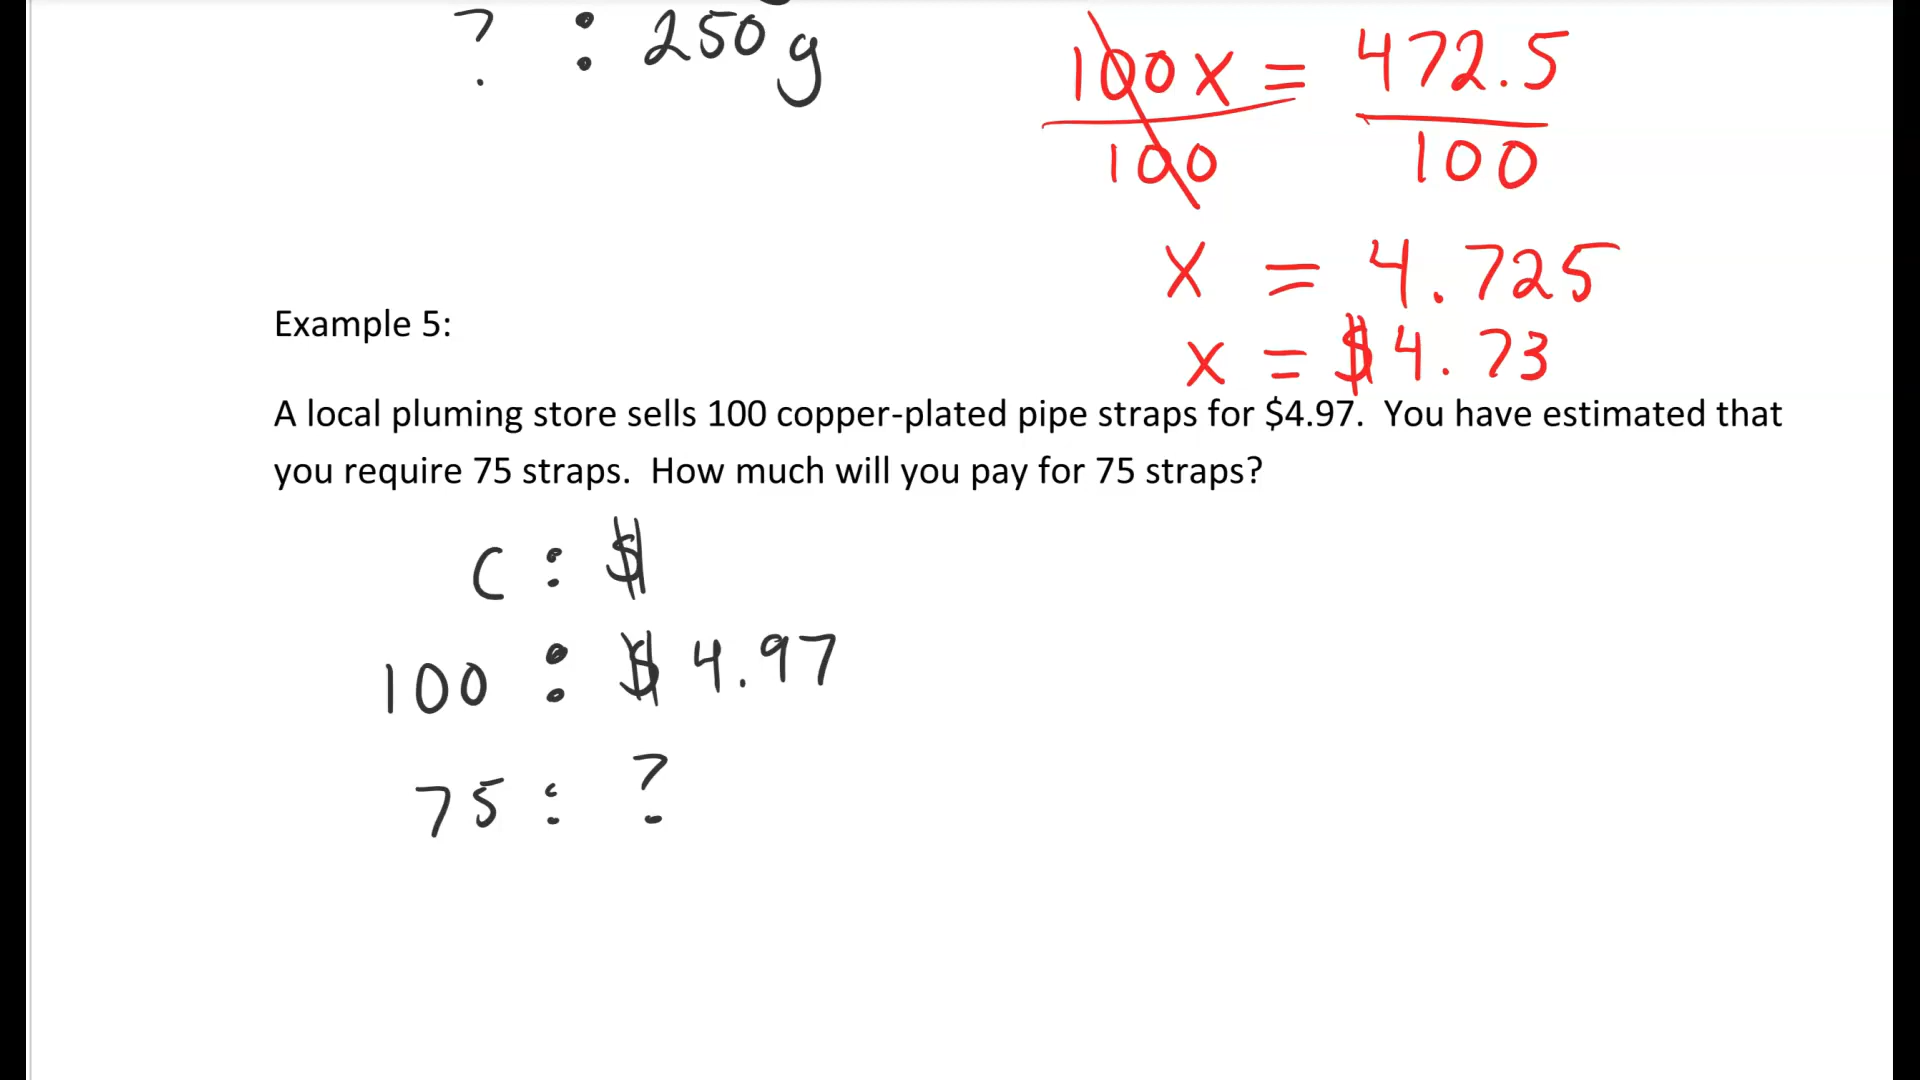 ? : 250g
100x = 472.5
100 100
x = 4.725
Example 5:
x = $4.73
A local pluming store sells 100 copper-plated pipe straps for $4.97. You have estimated that
you require 75 straps. How much will you pay for 75 straps?
C : $
100 : $4.97
75 : ?